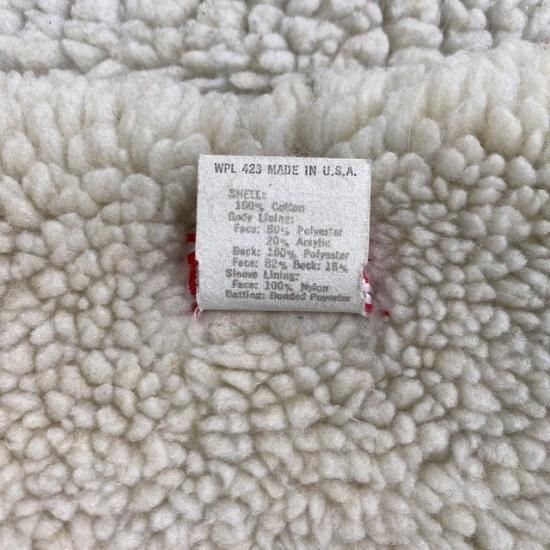 WPL 423 MADE IN U.S.A.
SHELL:
100% Cotton
Body Lining:
Face: 80% Polyester
20% Acrylic
Back: 100% Polyester
Face: 82% Back: 18%
Sleeve Lining:
Face: 100% Nylon
Batting: Bonded Polyester